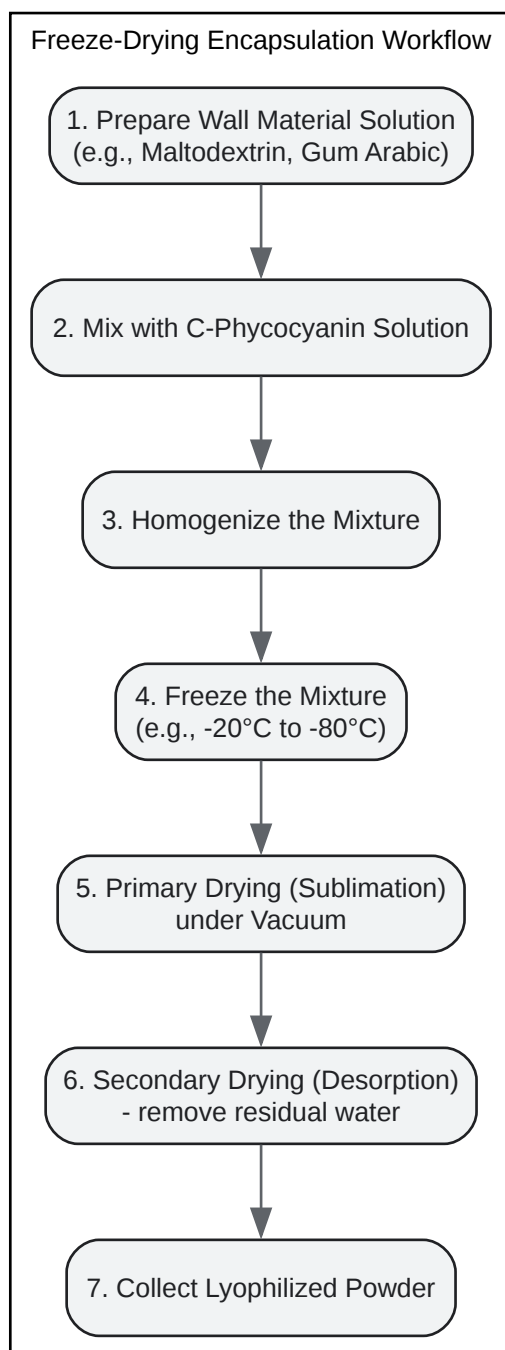 Freeze-Drying Encapsulation Workflow
1. Prepare Wall Material Solution
(e.g., Maltodextrin, Gum Arabic)
2. Mix with C-Phycocyanin Solution
3. Homogenize the Mixture
4. Freeze the Mixture
(e.g., -20°C to -80°C)
5. Primary Drying (Sublimation)
under Vacuum
6. Secondary Drying (Desorption)
- remove residual water
7. Collect Lyophilized Powder